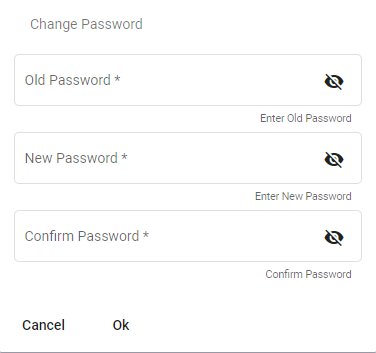 Change Password
Old Password *
Enter Old Password
New Password *
Enter New Password
Confirm Password *
Confirm Password
Cancel Ok